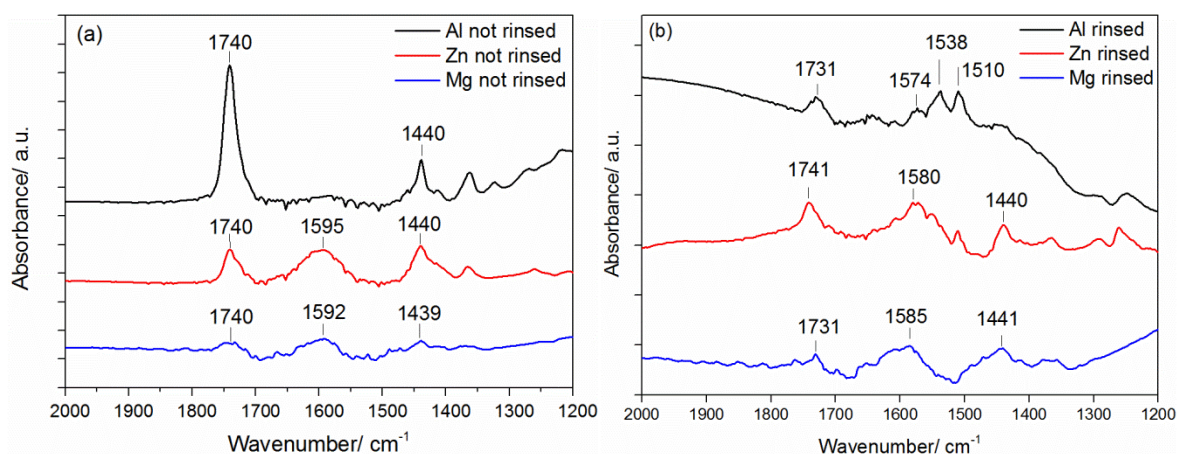 (a)
Al not rinsed
Zn not rinsed
Mg not rinsed
1740
1440
1740
1595
1440
1740
1592
1439
Absorbance/ a.u.
2000 1900 1800 1700 1600 1500 1400 1300 1200
Wavenumber/ cm⁻¹
(b)
Al rinsed
Zn rinsed
Mg rinsed
1538
1731
1574
1510
1741
1580
1440
1731
1585
1441
Absorbance/ a.u.
2000 1900 1800 1700 1600 1500 1400 1300 1200
Wavenumber/ cm⁻¹